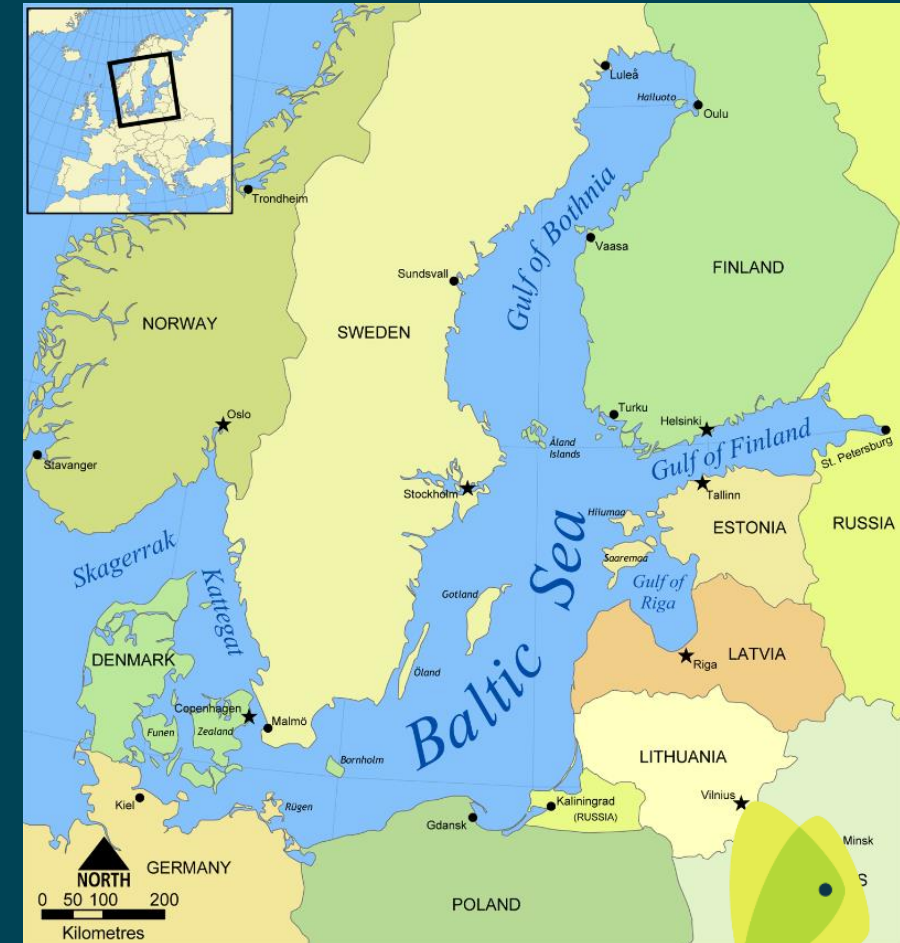 Luleå
Hailuoto
Oulu
Trondheim
Gulf of Bothnia
Vaasa
FINLAND
Sundsvall
NORWAY
SWEDEN
Oslo
Turku
Helsinki
Åland
Islands
Gulf of Finland
St. Petersburg
Stavanger
Stockholm
Tallinn
Hiiumaa
ESTONIA
RUSSIA
Skagerrak
Kattegat
Saaremaa
Gulf of
Riga
Gotland
Baltic Sea
DENMARK
Riga
LATVIA
Öland
Copenhagen
Malmö
Funen
Zealand
Bornholm
LITHUANIA
Vilnius
Kiel
Rügen
Kaliningrad
(RUSSIA)
Gdansk
Minsk
GERMANY
NORTH
0 50 100 200
Kilometres
POLAND
S